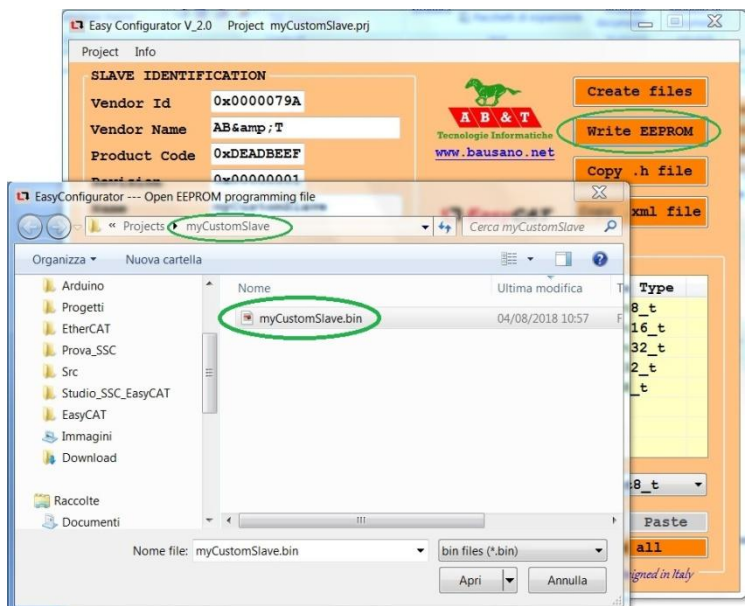 Easy Configurator V_2.0 Project myCustomSlave.prj
Project Info
SLAVE IDENTIFICATION
Vendor Id 0x0000079A
Vendor Name AB&amp;T
Product Code 0xDEADBEEF
Revision 0x00000001
A B & T
Tecnologie Informatiche
www.bausano.net
Create files
Write EEPROM
Copy .h file
xml file
EasyConfigurator --- Open EEPROM programming file
« Projects myCustomSlave
Cerca myCustomSlave
Organizza Nuova cartella
Arduino
Progetti
EtherCAT
Prova_SSC
Src
Studio_SSC_EasyCAT
EasyCAT
Immagini
Download
Raccolte
Documenti
Nome Ultima modifica
myCustomSlave.bin 04/08/2018 10:57 F
Nome file: myCustomSlave.bin
bin files (*.bin)
Apri Annulla
Type
8_t
16_t
32_t
2_t
_t
t8_t
Paste
all
igned in Italy